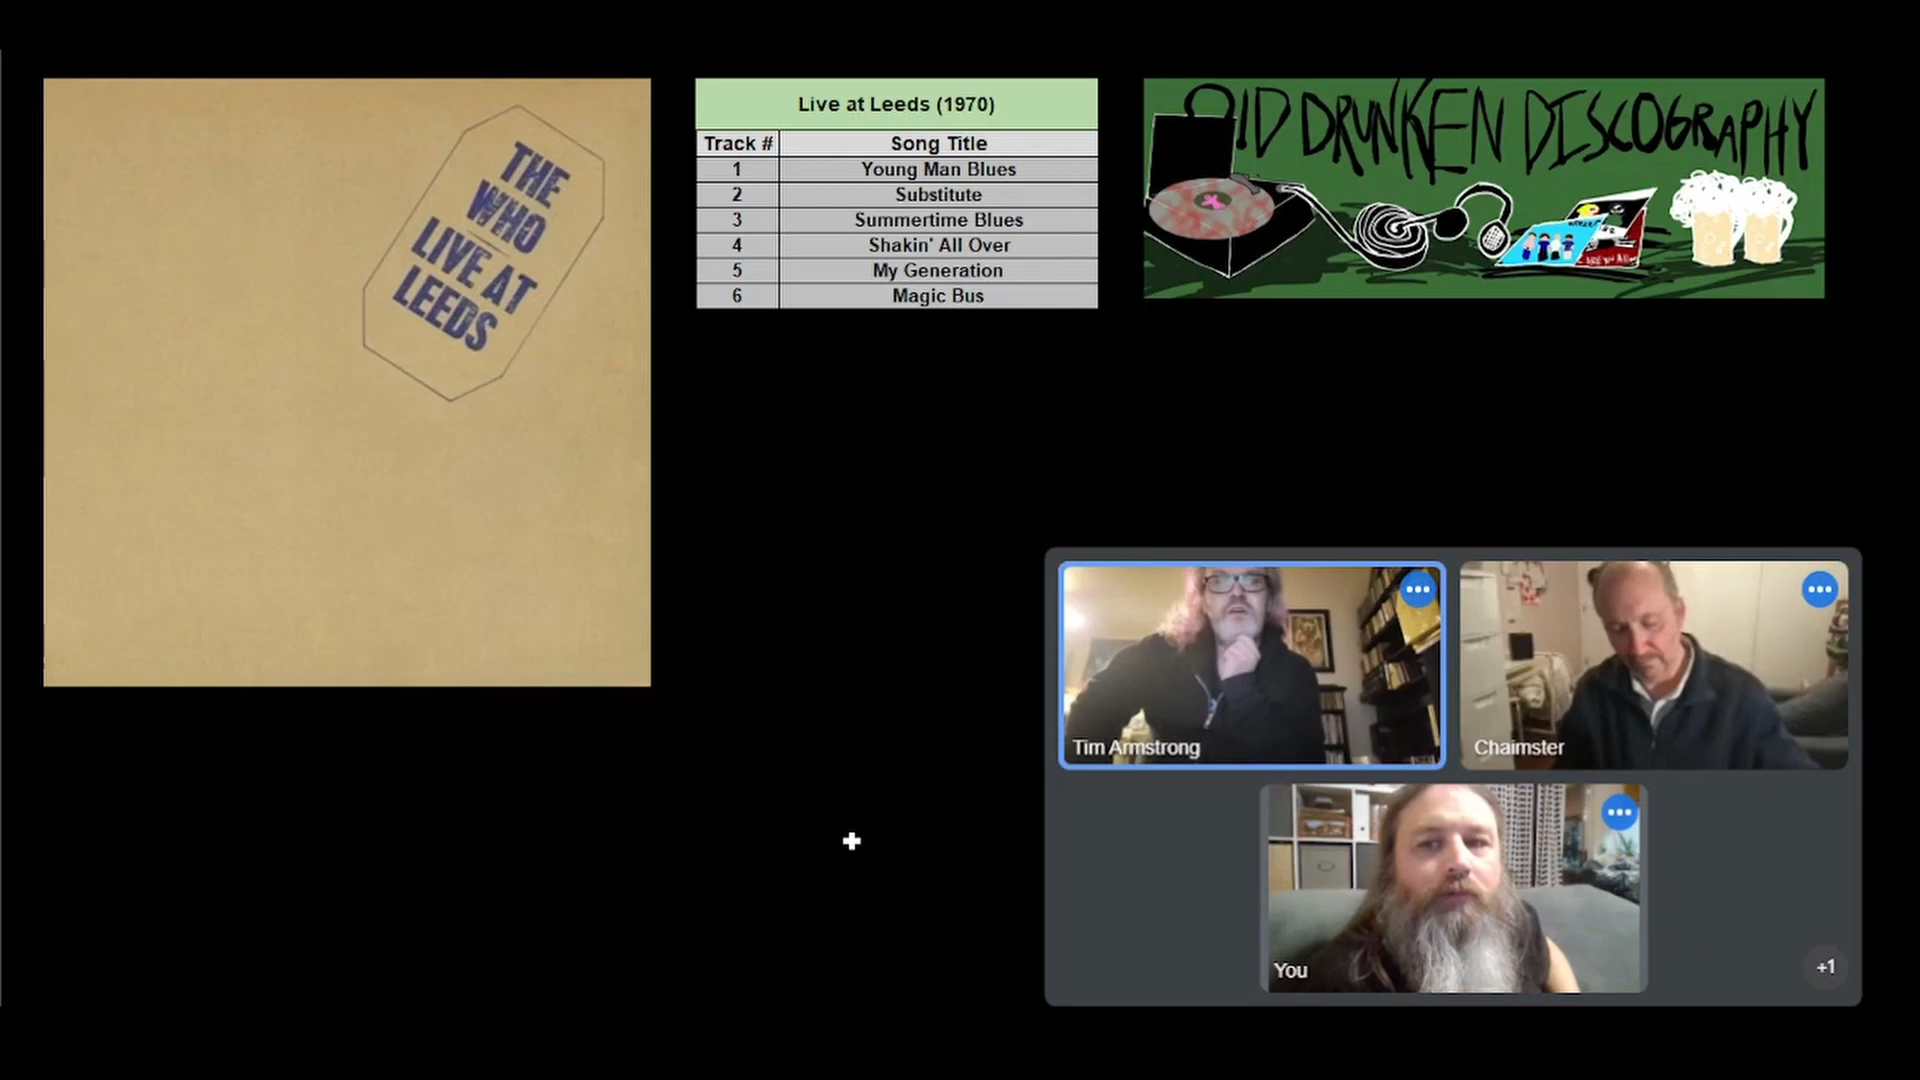 THE
WHO
LIVE AT
LEEDS
Live at Leeds (1970)
Track # Song Title
1 Young Man Blues
2 Substitute
3 Summertime Blues
4 Shakin' All Over
5 My Generation
6 Magic Bus
DRUNKEN DISCOGRAPHY
Tim Armstrong
Chaimster
You
+1